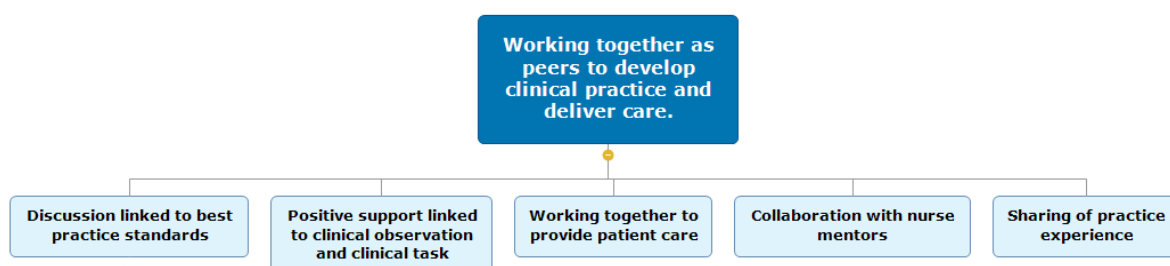 Working together as
peers to develop
clinical practice and
deliver care.
Discussion linked to best
practice standards
Positive support linked
to clinical observation
and clinical task
Working together to
provide patient care
Collaboration with nurse
mentors
Sharing of practice
experience